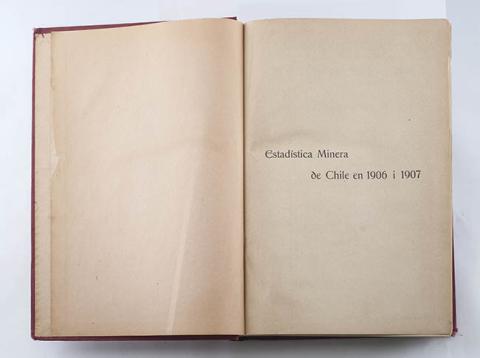 Estadística Minera
de Chile en 1906 i 1907